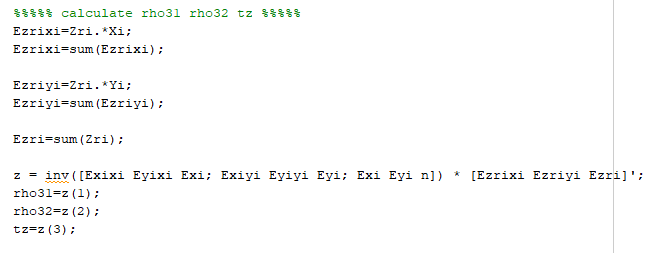 %%%%% calculate rho31 rho32 tz %%%%%
Ezrixi=Zri.*Xi;
Ezrixi=sum(Ezrixi);
Ezriyi=Zri.*Yi;
Ezriyi=sum(Ezriyi);
Ezri=sum(Zri);
z = inv([Exixi Eyixi Exi; Exiyi Eyiyi Eyi; Exi Eyi n]) * [Ezrixi Ezriyi Ezri]';
rho31=z(1);
rho32=z(2);
tz=z(3);